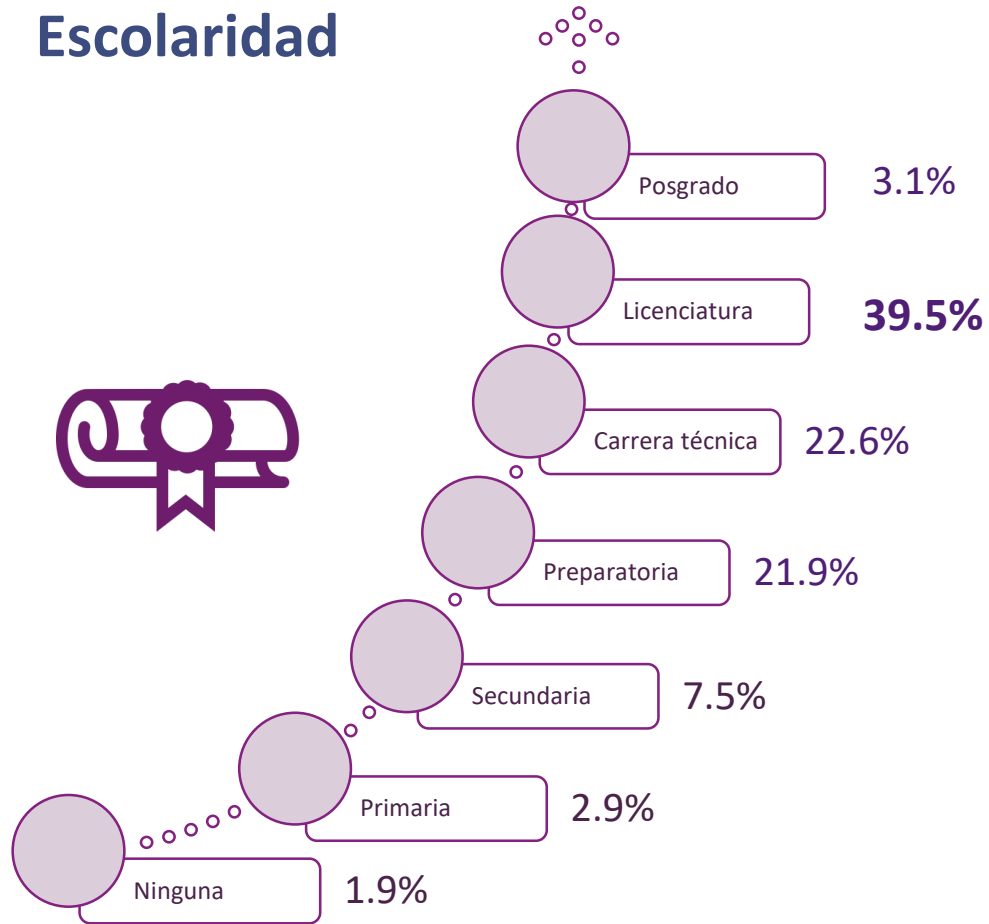 Escolaridad
Posgrado 3.1%
Licenciatura 39.5%
Carrera técnica 22.6%
Preparatoria 21.9%
Secundaria 7.5%
Primaria 2.9%
Ninguna 1.9%